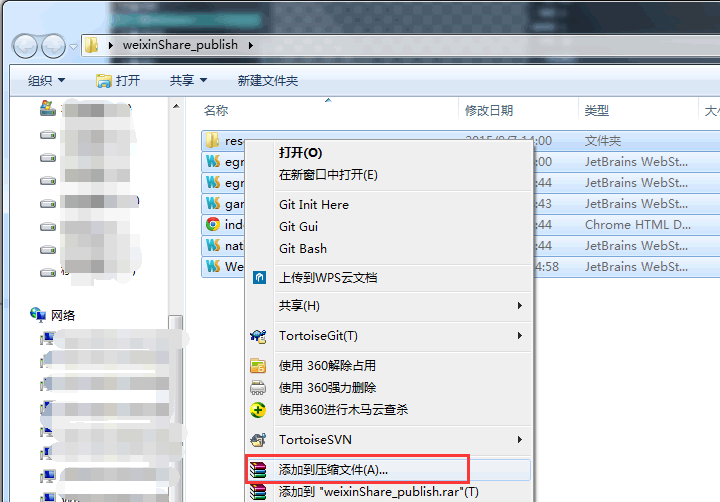 weixinShare_publish
组织 打开 共享 新建文件夹
名称 修改日期 类型
res 2015/9/7 14:00 文件夹
egr :00 JetBrains WebSt...
egr :44 JetBrains WebSt...
gar :43 JetBrains WebSt...
inde :44 Chrome HTML D...
nat :44 JetBrains WebSt...
We 4:58 JetBrains WebSt...
网络
打开(O)
在新窗口中打开(E)
Git Init Here
Git Gui
Git Bash
上传到WPS云文档
共享(H)
TortoiseGit(T)
使用 360解除占用
使用 360强力删除
使用360进行木马云查杀
TortoiseSVN
添加到压缩文件(A)...
添加到 "weixinShare_publish.rar"(T)